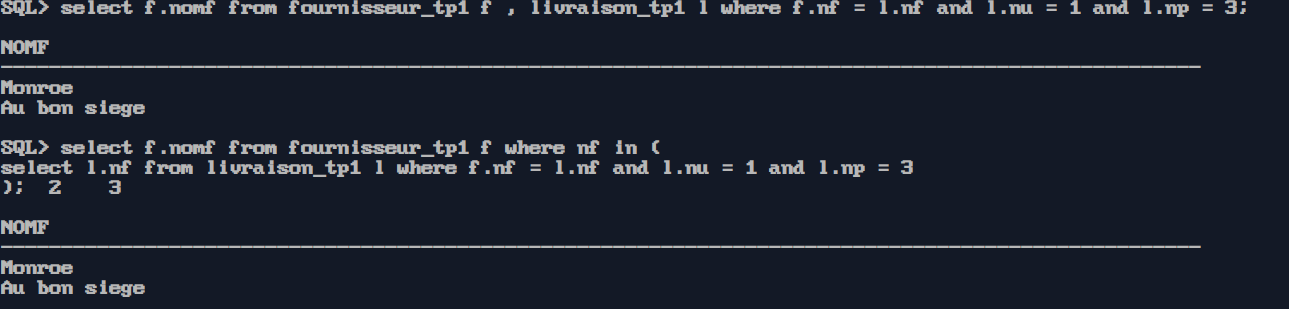 SQL> select f.nomf from fournisseur_tp1 f , livraison_tp1 l where f.nf = l.nf and l.nu = 1 and l.np = 3;
NOMF
--------------------------------------------------------------------------------
Monroe
Au bon siege
SQL> select f.nomf from fournisseur_tp1 f where nf in (
select l.nf from livraison_tp1 l where f.nf = l.nf and l.nu = 1 and l.np = 3
);  2    3
NOMF
--------------------------------------------------------------------------------
Monroe
Au bon siege